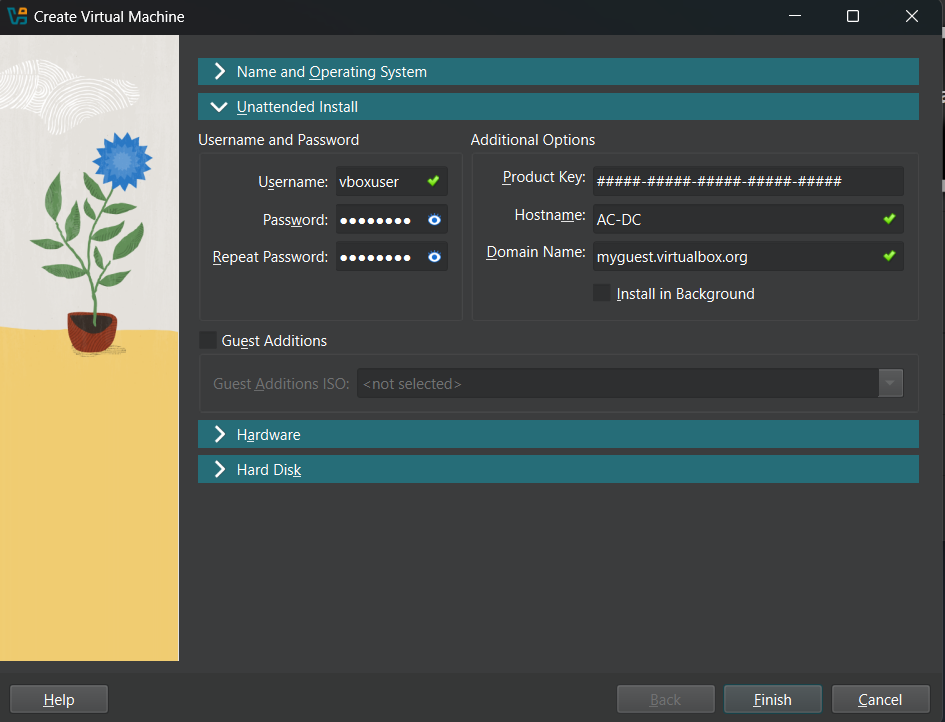 Create Virtual Machine
Name and Operating System
Unattended Install
Username and Password
Username: vboxuser
Password: ●●●●●●●●
Repeat Password: ●●●●●●●●
Additional Options
Product Key: #####-#####-#####-#####-#####
Hostname: AC-DC
Domain Name: myguest.virtualbox.org
Install in Background
Guest Additions
Guest Additions ISO: <not selected>
Hardware
Hard Disk
Help Back Finish Cancel